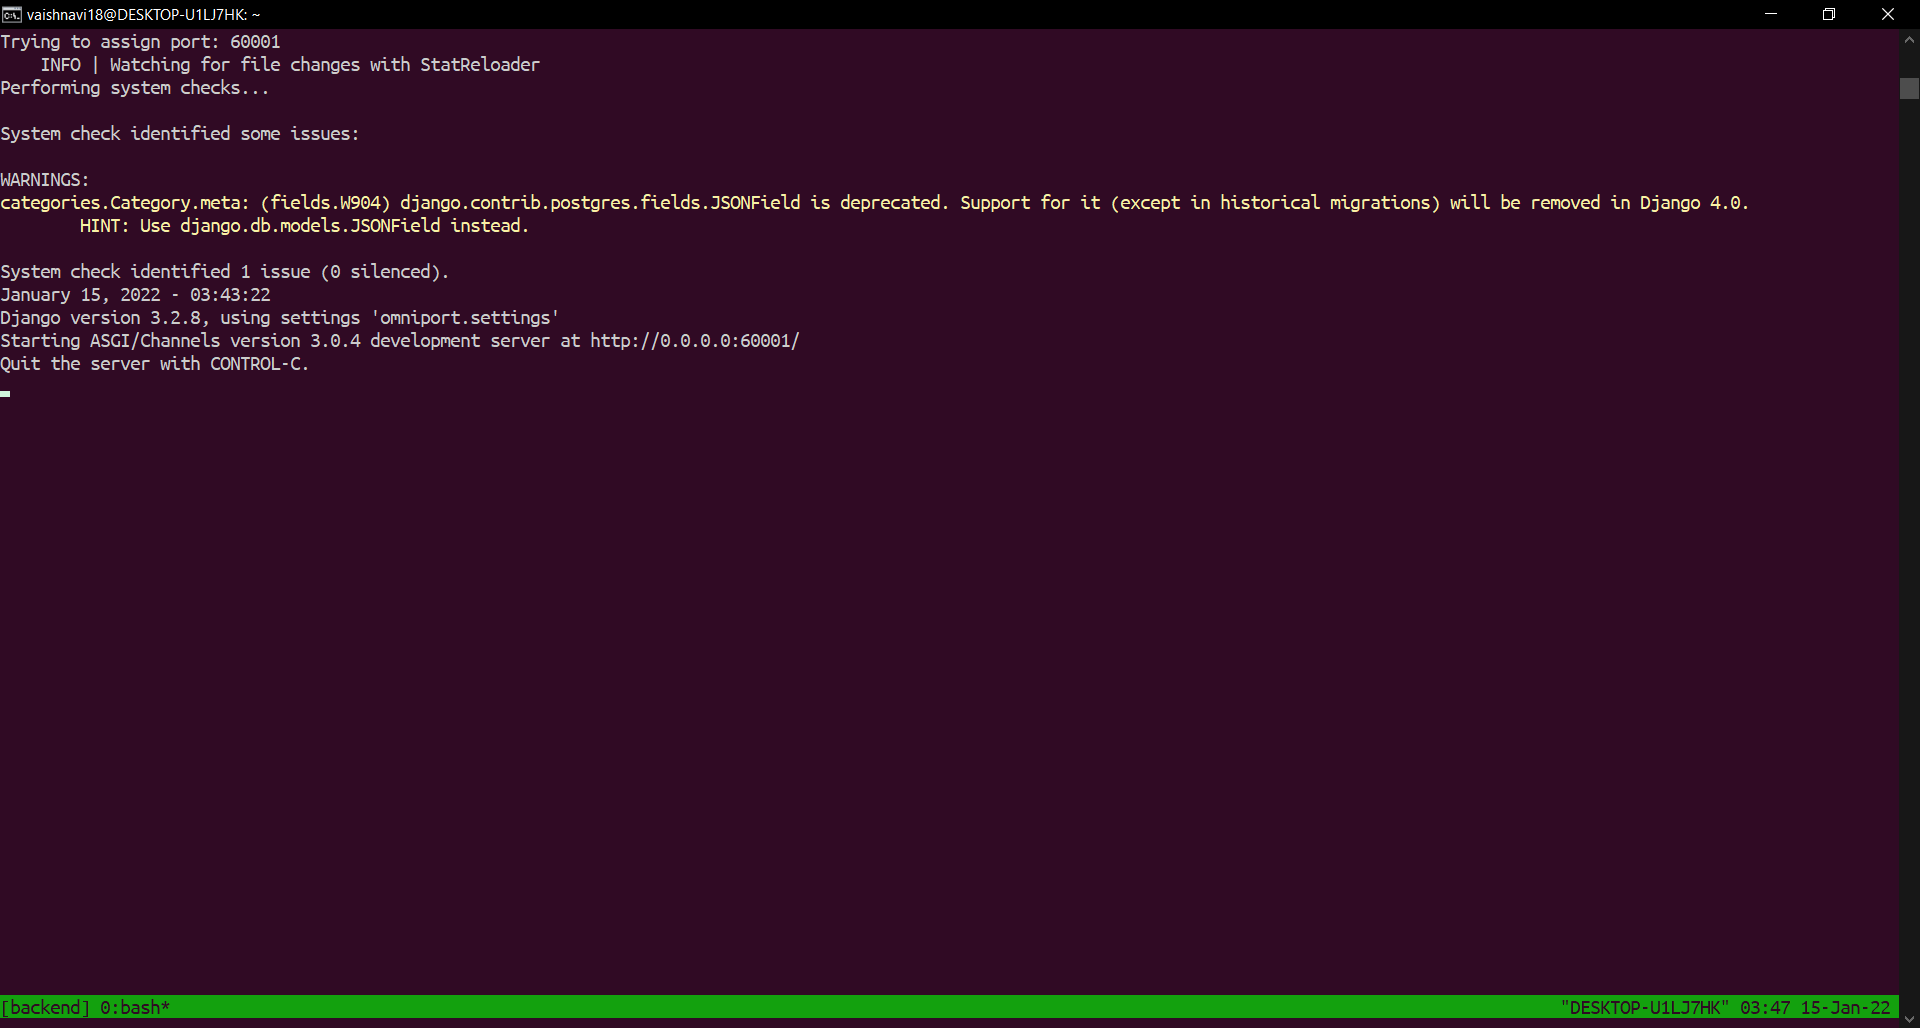 vaishnavi18@DESKTOP-U1LJ7HK: ~
Trying to assign port: 60001
    INFO | Watching for file changes with StatReloader
Performing system checks...
System check identified some issues:
WARNINGS:
categories.Category.meta: (fields.W904) django.contrib.postgres.fields.JSONField is deprecated. Support for it (except in historical migrations) will be removed in Django 4.0.
        HINT: Use django.db.models.JSONField instead.
System check identified 1 issue (0 silenced).
January 15, 2022 - 03:43:22
Django version 3.2.8, using settings 'omniport.settings'
Starting ASGI/Channels version 3.0.4 development server at http://0.0.0.0:60001/
Quit the server with CONTROL-C.
[backend] 0:bash* "DESKTOP-U1LJ7HK" 03:47 15-Jan-22